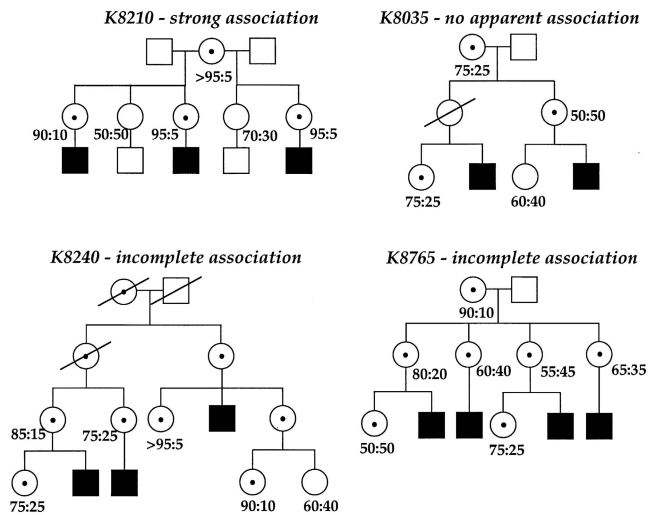 K8210 - strong association
>95:5
90:10 50:50 95:5 70:30 95:5
K8035 - no apparent association
75:25
50:50
75:25 60:40
K8240 - incomplete association
85:15 75:25 >95:5
75:25 90:10 60:40
K8765 - incomplete association
90:10
80:20 60:40 55:45 65:35
50:50 75:25